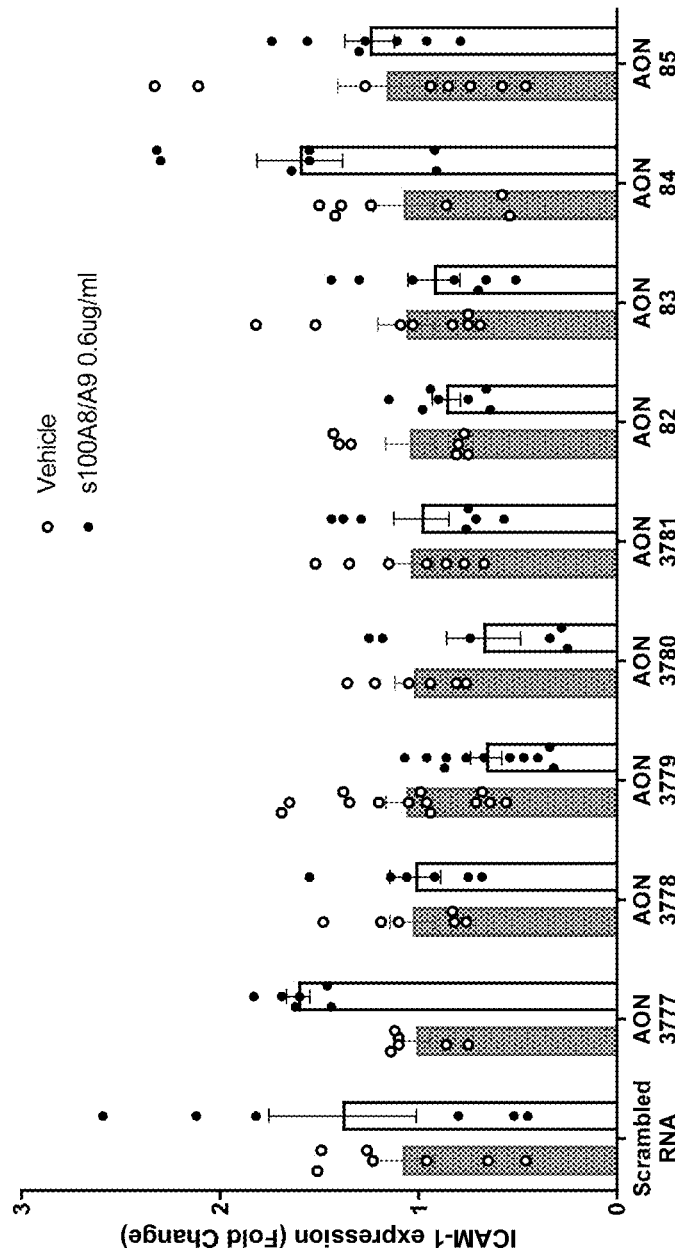 Vehicle
s100A8/A9 0.6ug/ml
ICAM-1 expression (Fold Change)
3
2
1
0
Scrambled RNA
AON 3777
AON 3778
AON 3779
AON 3780
AON 3781
AON 82
AON 83
AON 84
AON 85